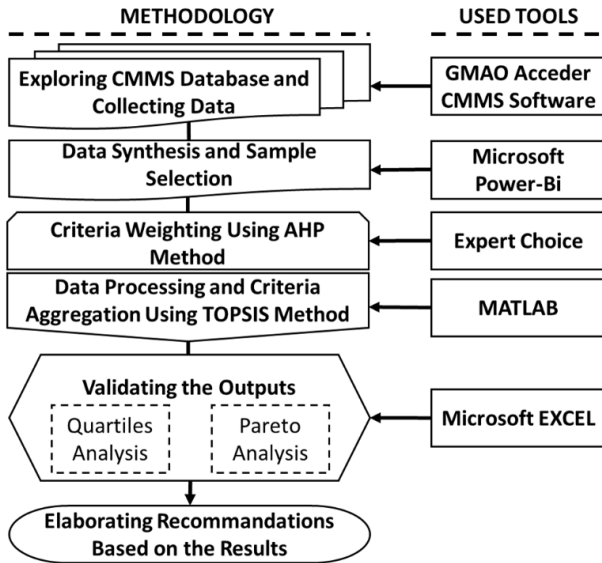 METHODOLOGY
USED TOOLS
Exploring CMMS Database and
Collecting Data
GMAO Acceder
CMMS Software
Data Synthesis and Sample
Selection
Microsoft
Power-Bi
Criteria Weighting Using AHP
Method
Expert Choice
Data Processing and Criteria
Aggregation Using TOPSIS Method
MATLAB
Validating the Outputs
Quartiles
Analysis
Pareto
Analysis
Microsoft EXCEL
Elaborating Recommandations
Based on the Results